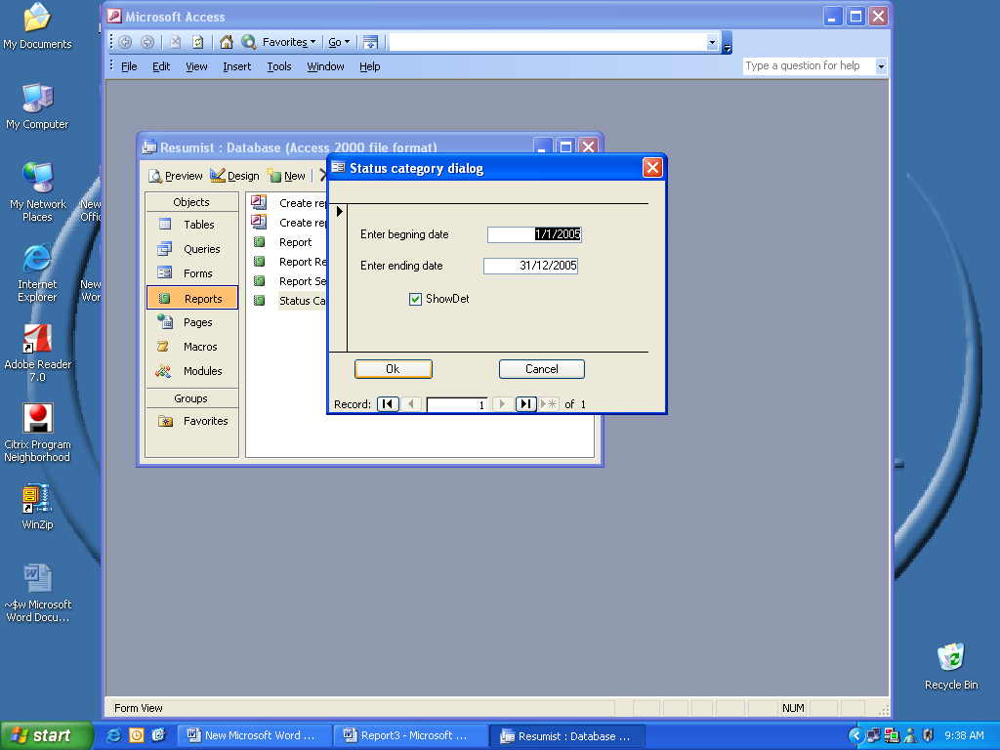 Microsoft Access
Favorites
Go
File Edit View Insert Tools Window Help
Type a question for help
My Documents
My Computer
My Network
Places
New
Offic
Internet
Explorer
New
Wor
Adobe Reader
7.0
Citrix Program
Neighborhood
WinZip
~$w Microsoft
Word Docu...
Recycle Bin
Resumist : Database (Access 2000 file format)
Preview Design New
Objects
Tables
Queries
Forms
Reports
Pages
Macros
Modules
Groups
Favorites
Create rep
Create rep
Report
Report Re
Report Se
Status Ca
Status category dialog
Enter begning date 1/1/2005
Enter ending date 31/12/2005
ShowDet
Ok Cancel
Record: 1 of 1
Form View NUM
start New Microsoft Word ... Report3 - Microsoft ... Resumist : Database ... 9:38 AM